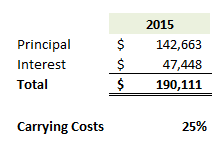 2015
Principal $ 142,663
Interest $ 47,448
Total $ 190,111
Carrying Costs 25%